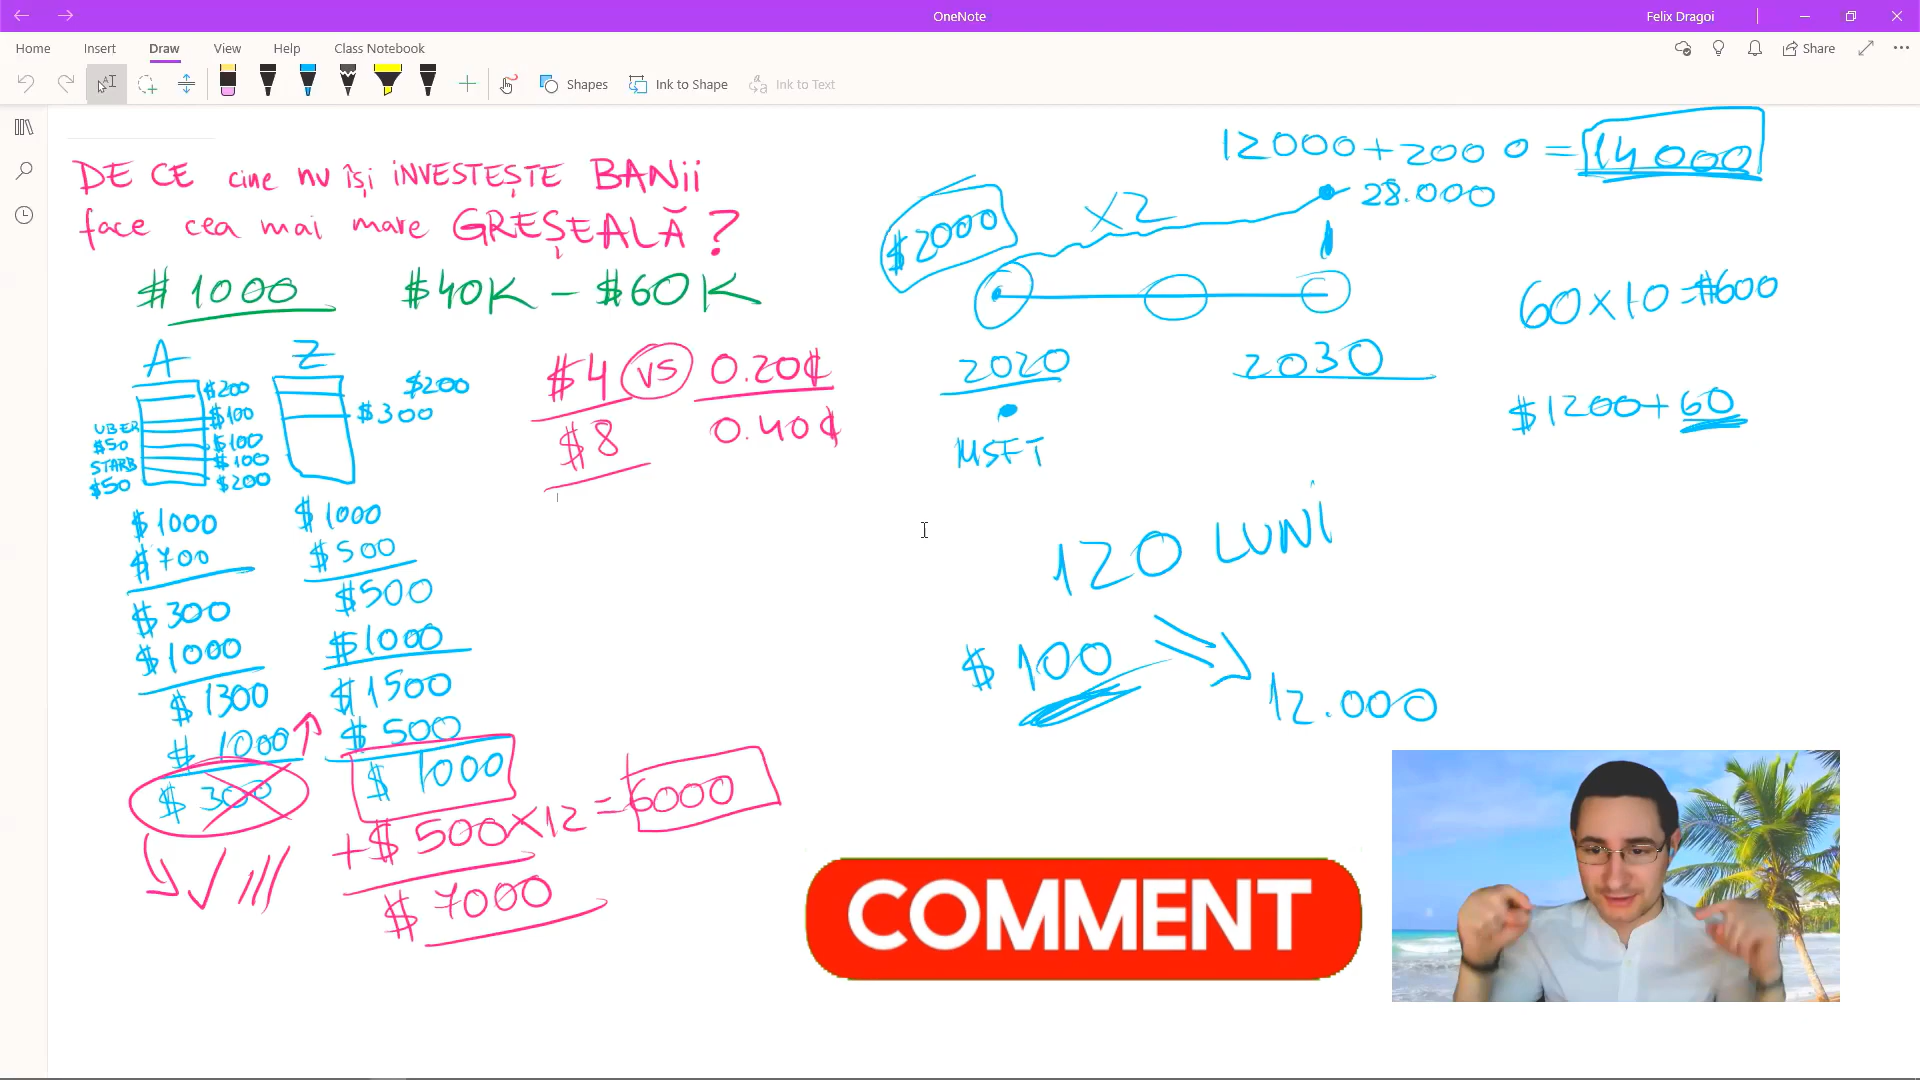 OneNote
Felix Dragoi
Home Insert Draw View Help Class Notebook
Share
Shapes Ink to Shape Ink to Text
DE CE cine nu își iNVESTEȘTE BANii
face cea mai mare GREȘEALĂ ?
$ 1000 $40K - $60K
A Z
$200
$100
UBER
$50
$100
STARB
$100
$50
$200
$200
$300
$1000
$700
$300
$1000
$1300
$1000
$300
$1000
$500
$500
$1000
$1500
$500
$1000
+$500x12 = 6000
$7000
$4 VS 0.20¢
$8 0.40¢
12000+2000=14000
$2000 x2 28.000
2020 2030
MSFT
60x10=$600
$1200+60
120 LUNi
$100
12.000
COMMENT